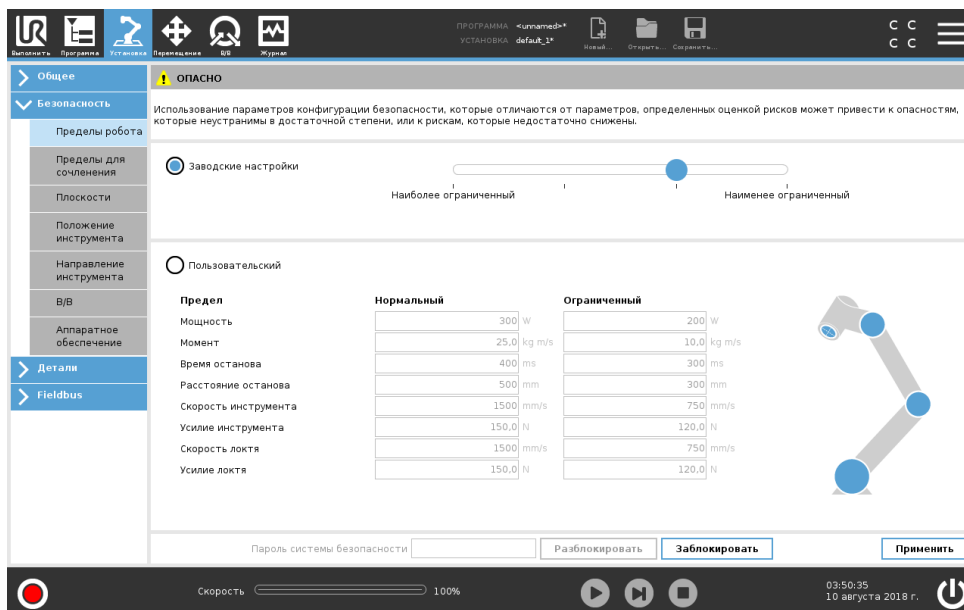 UR
Выполнить Программа Установка Перемещение В/В Журнал
ПРОГРАММА <unnamed>*
УСТАНОВКА default_1*
Новый... Открыть... Сохранить...
C C
C C
Общее
Безопасность
Пределы робота
Пределы для
сочленения
Плоскости
Положение
инструмента
Направление
инструмента
В/В
Аппаратное
обеспечение
Детали
Fieldbus
ОПАСНО
Использование параметров конфигурации безопасности, которые отличаются от параметров, определенных оценкой рисков может привести к опасностям,
которые неустранимы в достаточной степени, или к рискам, которые недостаточно снижены.
Заводские настройки
Наиболее ограниченный Наименее ограниченный
Пользовательский
Предел Нормальный Ограниченный
Мощность 300 W 200 W
Момент 25,0 kg m/s 10,0 kg m/s
Время останова 400 ms 300 ms
Расстояние останова 500 mm 300 mm
Скорость инструмента 1500 mm/s 750 mm/s
Усилие инструмента 150,0 N 120,0 N
Скорость локтя 1500 mm/s 750 mm/s
Усилие локтя 150,0 N 120,0 N
Пароль системы безопасности Разблокировать Заблокировать Применить
Скорость 100%
03:50:35
10 августа 2018 г.